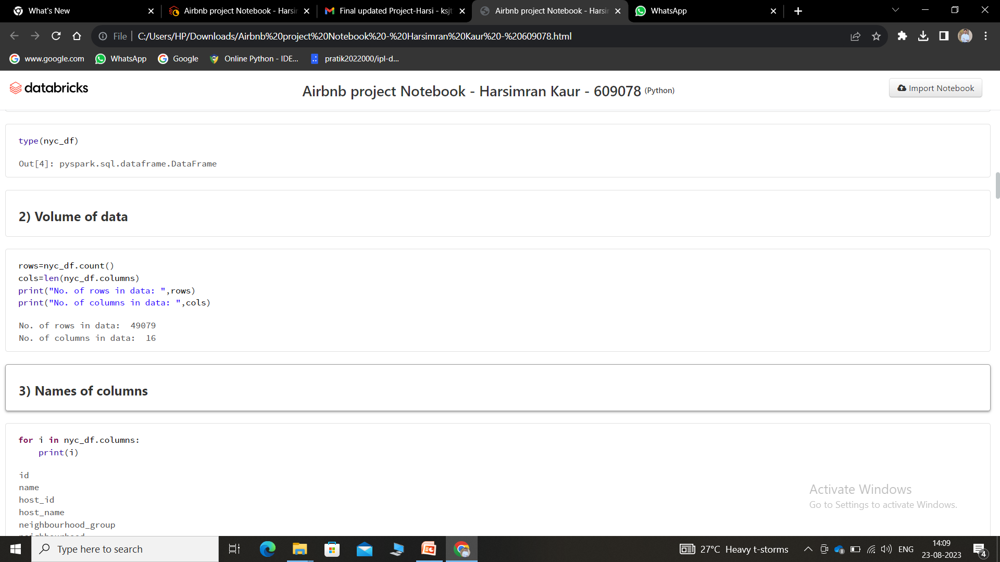 What's New
Airbnb project Notebook - Harsir
Final updated Project-Harsi - ksjt
Airbnb project Notebook - Harsir
WhatsApp
File
C:/Users/HP/Downloads/Airbnb%20project%20Notebook%20-%20Harsimran%20Kaur%20-%20609078.html
www.google.com
WhatsApp
Google
Online Python - IDE...
pratik2022000/ipl-d...
databricks
Airbnb project Notebook - Harsimran Kaur - 609078 (Python)
Import Notebook
type(nyc_df)
Out[4]: pyspark.sql.dataframe.DataFrame
2) Volume of data
rows=nyc_df.count()
cols=len(nyc_df.columns)
print("No. of rows in data: ",rows)
print("No. of columns in data: ",cols)
No. of rows in data:  49079
No. of columns in data:  16
3) Names of columns
for i in nyc_df.columns:
    print(i)
id
name
host_id
host_name
neighbourhood_group
Activate Windows
Go to Settings to activate Windows.
Type here to search
27°C Heavy t-storms
ENG
14:09
23-08-2023
4